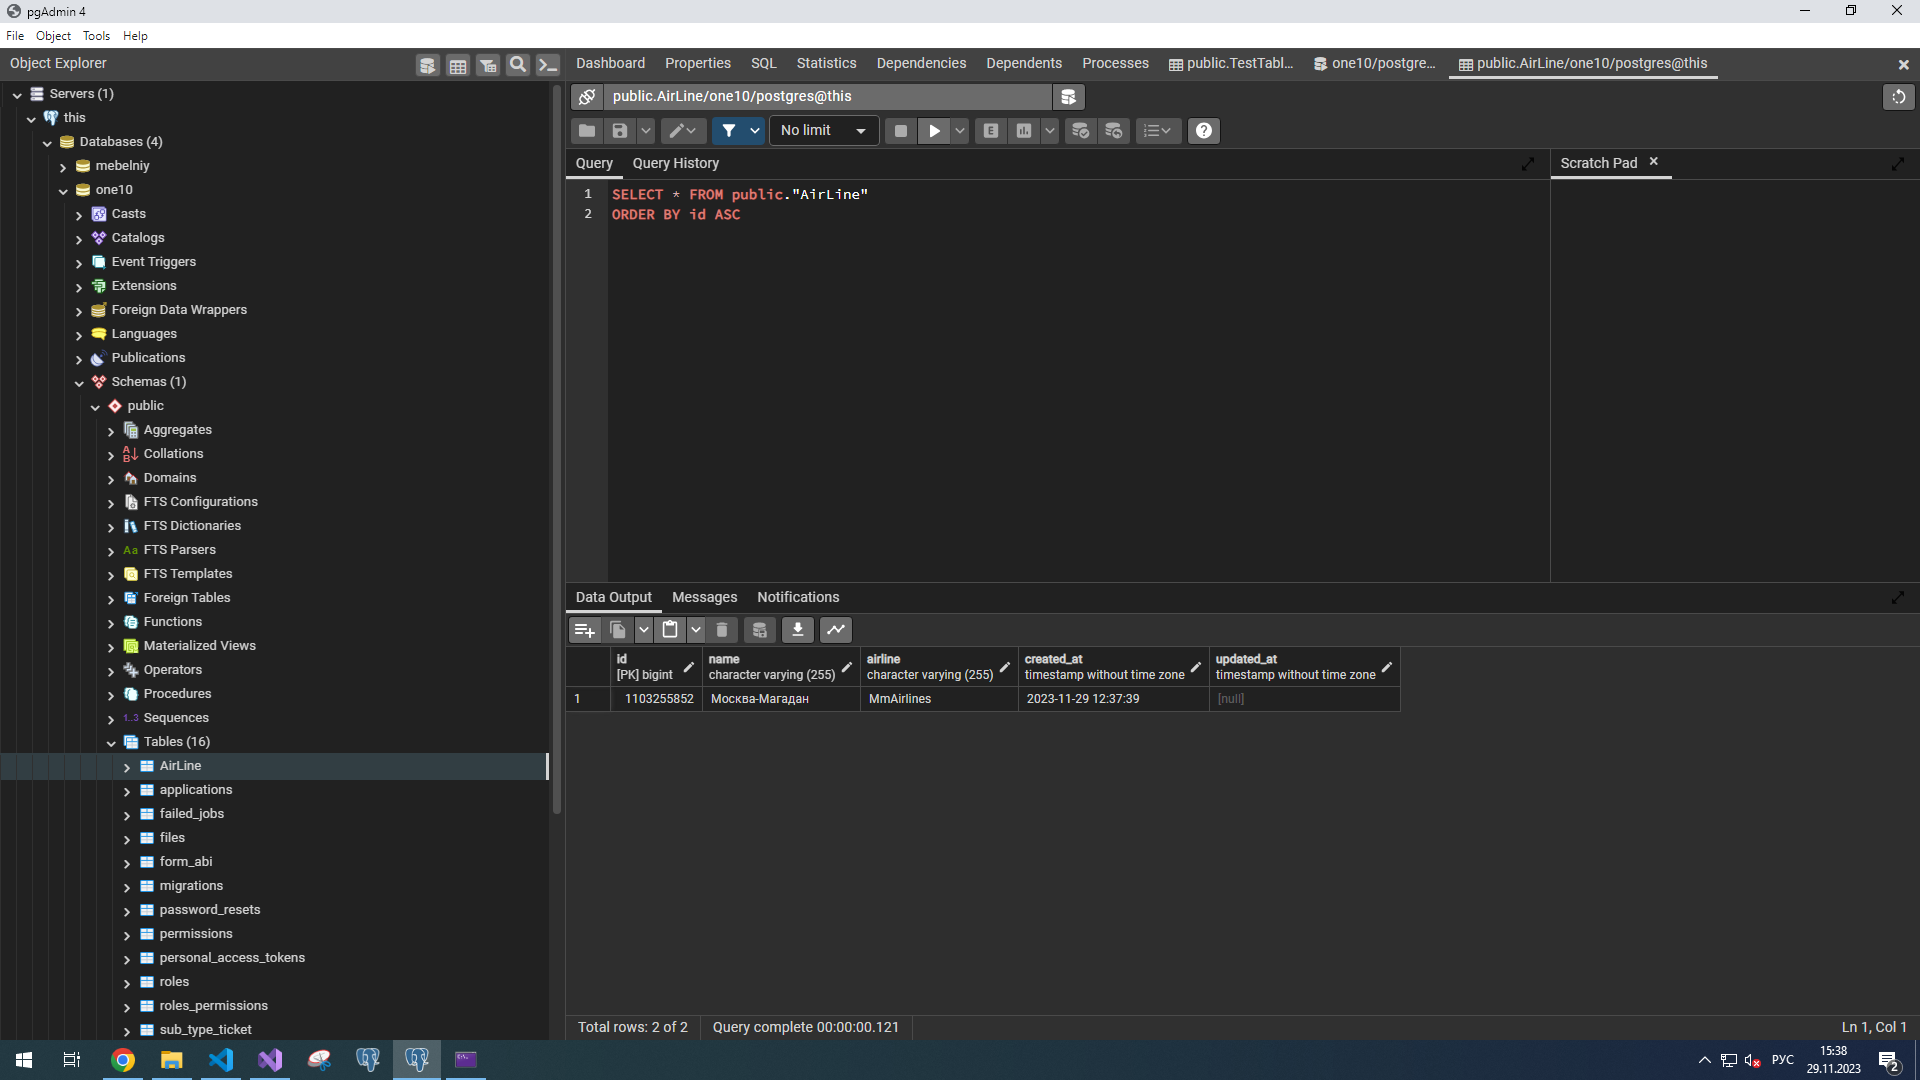 pgAdmin 4
File Object Tools Help
Object Explorer
Servers (1)
this
Databases (4)
mebelniy
one10
Casts
Catalogs
Event Triggers
Extensions
Foreign Data Wrappers
Languages
Publications
Schemas (1)
public
Aggregates
Collations
Domains
FTS Configurations
FTS Dictionaries
Aa FTS Parsers
FTS Templates
Foreign Tables
Functions
Materialized Views
Operators
Procedures
1..3 Sequences
Tables (16)
AirLine
applications
failed_jobs
files
form_abi
migrations
password_resets
permissions
personal_access_tokens
roles
roles_permissions
sub_type_ticket
Dashboard Properties SQL Statistics Dependencies Dependents Processes public.TestTabl... one10/postgre... public.AirLine/one10/postgres@this
public.AirLine/one10/postgres@this
No limit
Query Query History
Scratch Pad
1 SELECT * FROM public."AirLine"
2 ORDER BY id ASC
Data Output Messages Notifications
id name airline created_at updated_at
[PK] bigint character varying (255) character varying (255) timestamp without time zone timestamp without time zone
1 1103255852 Москва-Магадан MmAirlines 2023-11-29 12:37:39 [null]
Total rows: 2 of 2 Query complete 00:00:00.121 Ln 1, Col 1
РУС 15:38
29.11.2023 2